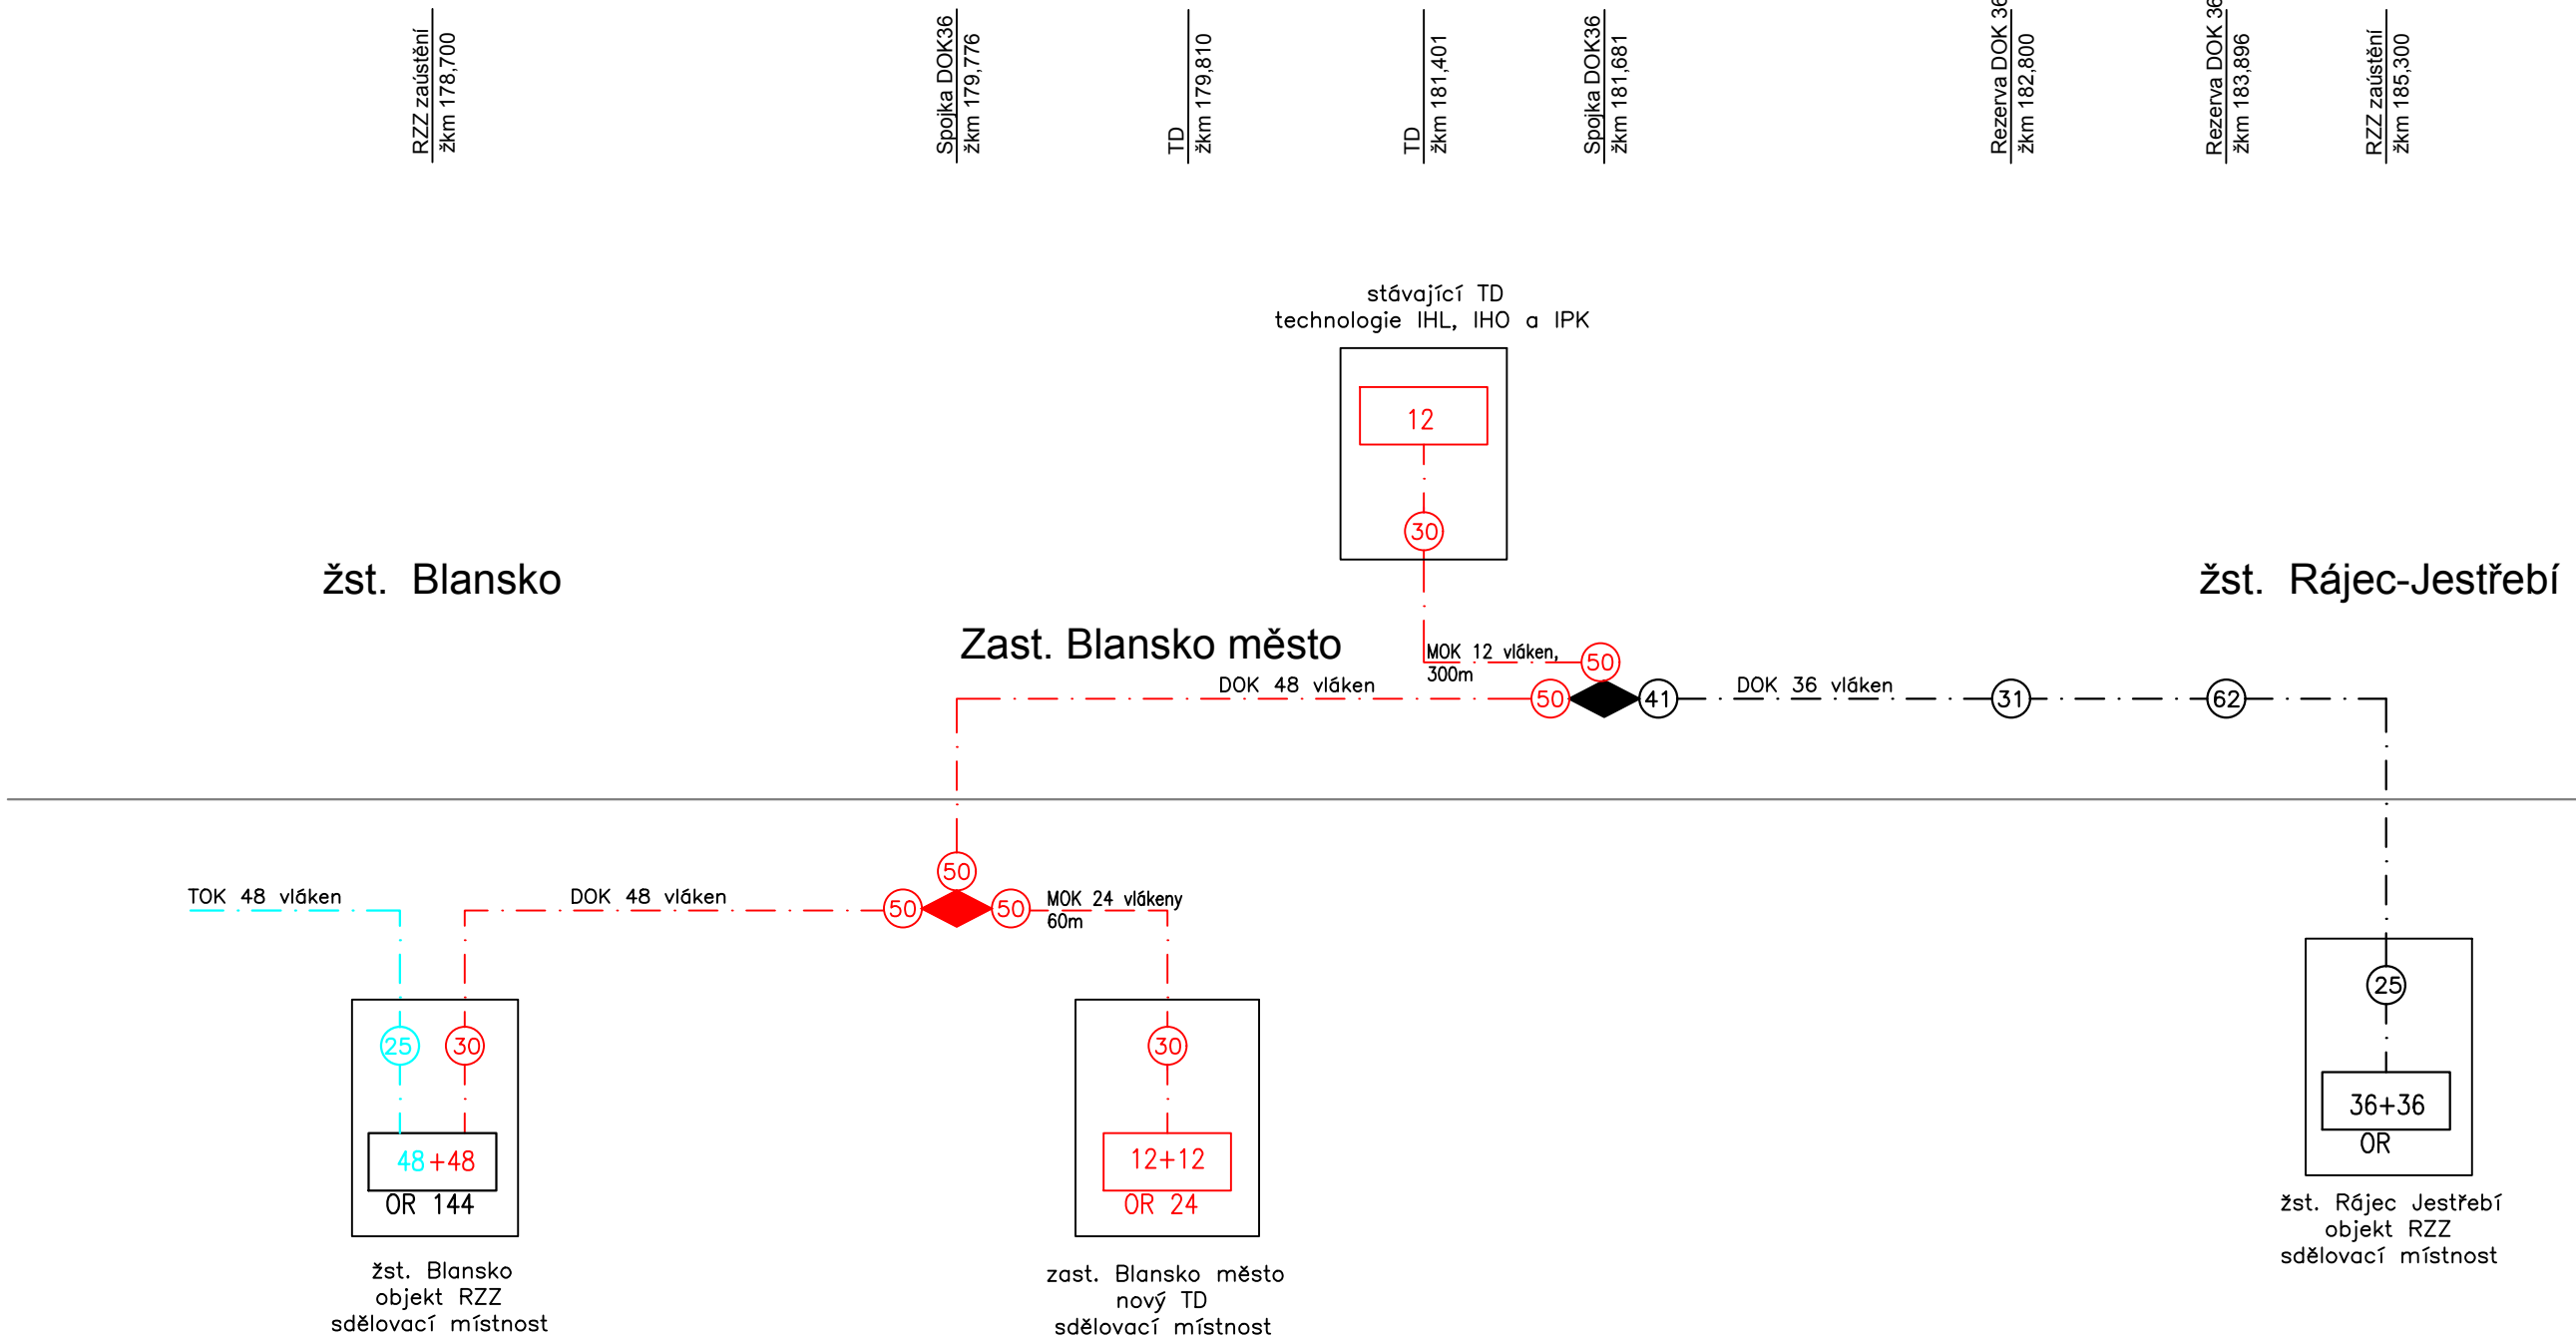 RZZ zaústění
žkm 178,700
Spojka DOK36
žkm 179,776
TD
žkm 179,810
TD
žkm 181,401
Spojka DOK36
žkm 181,681
Rezerva DOK 36
žkm 182,800
Rezerva DOK 36
žkm 183,896
RZZ zaústění
žkm 185,300
stávající TD
technologie IHL, IHO a IPK
12
30
žst. Blansko
žst. Rájec-Jestřebí
Zast. Blansko město
MOK 12 vláken,
300m
50
DOK 48 vláken
50
41
DOK 36 vláken
31
62
50
TOK 48 vláken
DOK 48 vláken
50
50
MOK 24 vlákeny
60m
25
30
30
25
48+48
OR 144
12+12
OR 24
36+36
OR
žst. Blansko
objekt RZZ
sdělovací místnost
zast. Blansko město
nový TD
sdělovací místnost
žst. Rájec Jestřebí
objekt RZZ
sdělovací místnost